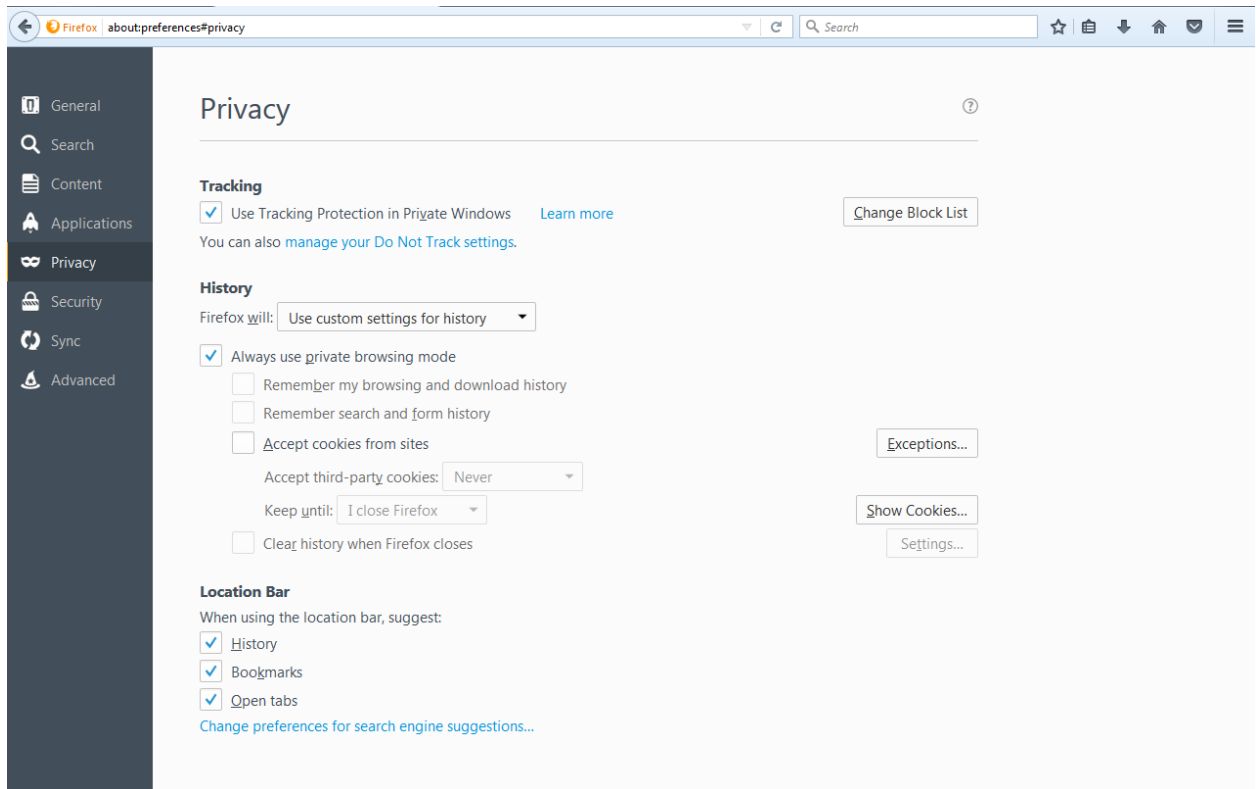 Firefox about:preferences#privacy Search
General
Search
Content
Applications
Privacy
Security
Sync
Advanced
Privacy
Tracking
Use Tracking Protection in Private Windows Learn more Change Block List
You can also manage your Do Not Track settings.
History
Firefox will: Use custom settings for history
Always use private browsing mode
Remember my browsing and download history
Remember search and form history
Accept cookies from sites Exceptions...
Accept third-party cookies: Never
Keep until: I close Firefox Show Cookies...
Clear history when Firefox closes Settings...
Location Bar
When using the location bar, suggest:
History
Bookmarks
Open tabs
Change preferences for search engine suggestions...